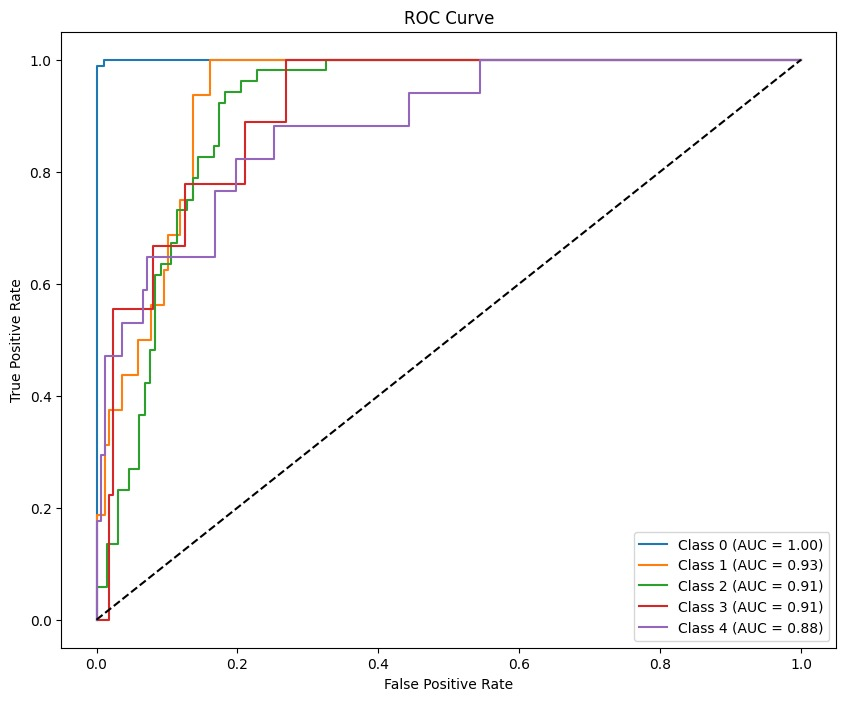 ROC Curve
True Positive Rate
1.0
0.8
0.6
0.4
0.2
0.0
0.0 0.2 0.4 0.6 0.8 1.0
False Positive Rate
Class 0 (AUC = 1.00)
Class 1 (AUC = 0.93)
Class 2 (AUC = 0.91)
Class 3 (AUC = 0.91)
Class 4 (AUC = 0.88)